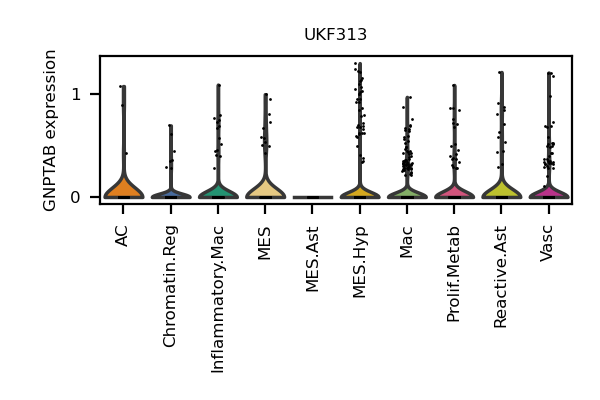 UKF313
GNPTAB expression
1
0
AC
Chromatin.Reg
Inflammatory.Mac
MES
MES.Ast
MES.Hyp
Mac
Prolif.Metab
Reactive.Ast
Vasc